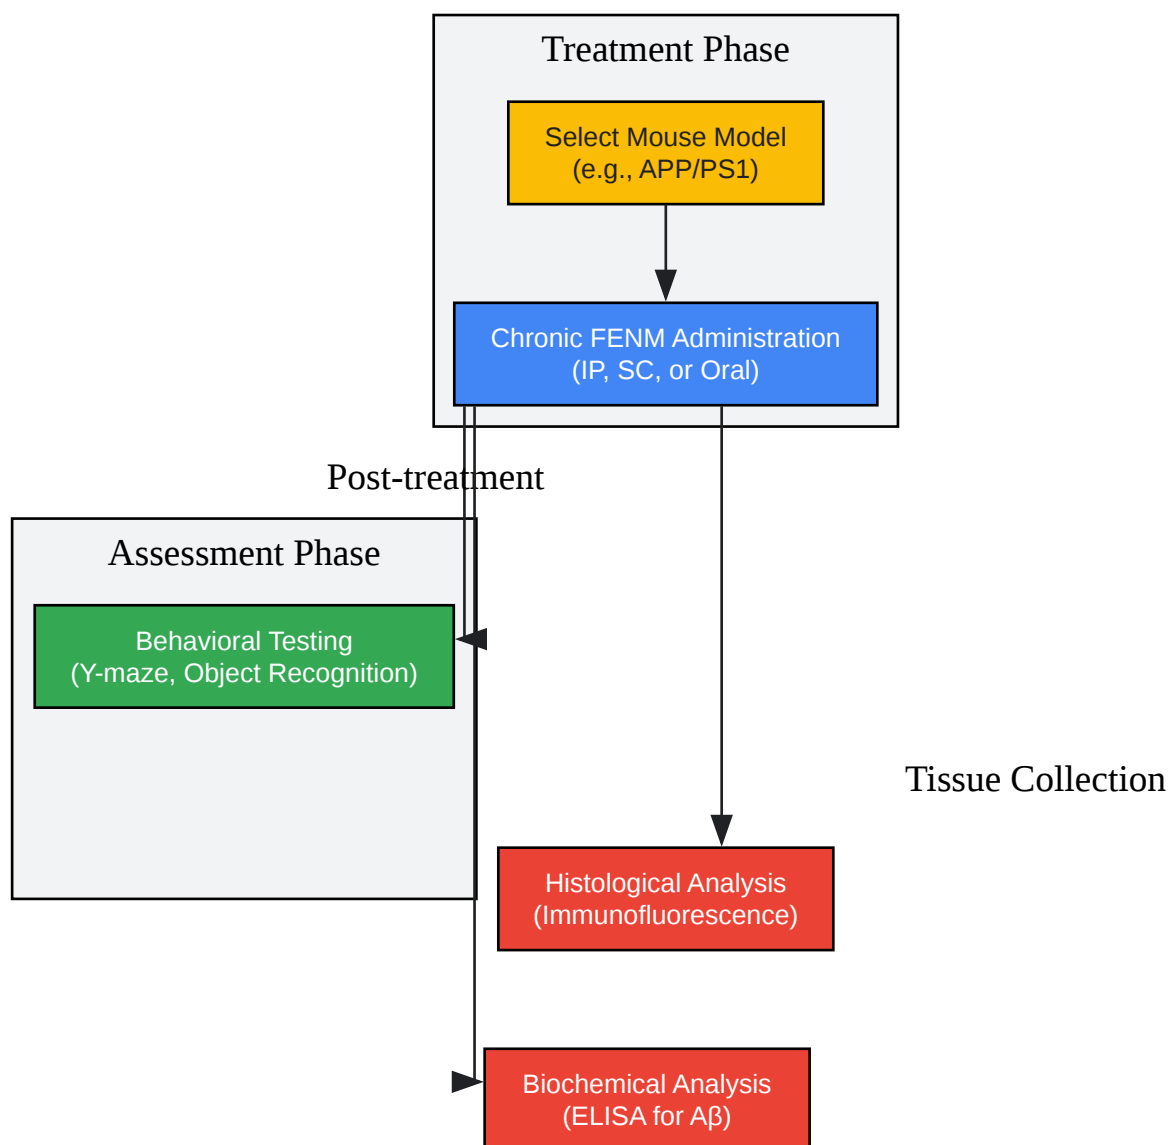 Treatment Phase
Select Mouse Model
(e.g., APP/PS1)
Chronic FENM Administration
(IP, SC, or Oral)
Post-treatment
Assessment Phase
Behavioral Testing
(Y-maze, Object Recognition)
Tissue Collection
Histological Analysis
(Immunofluorescence)
Biochemical Analysis
(ELISA for Aβ)